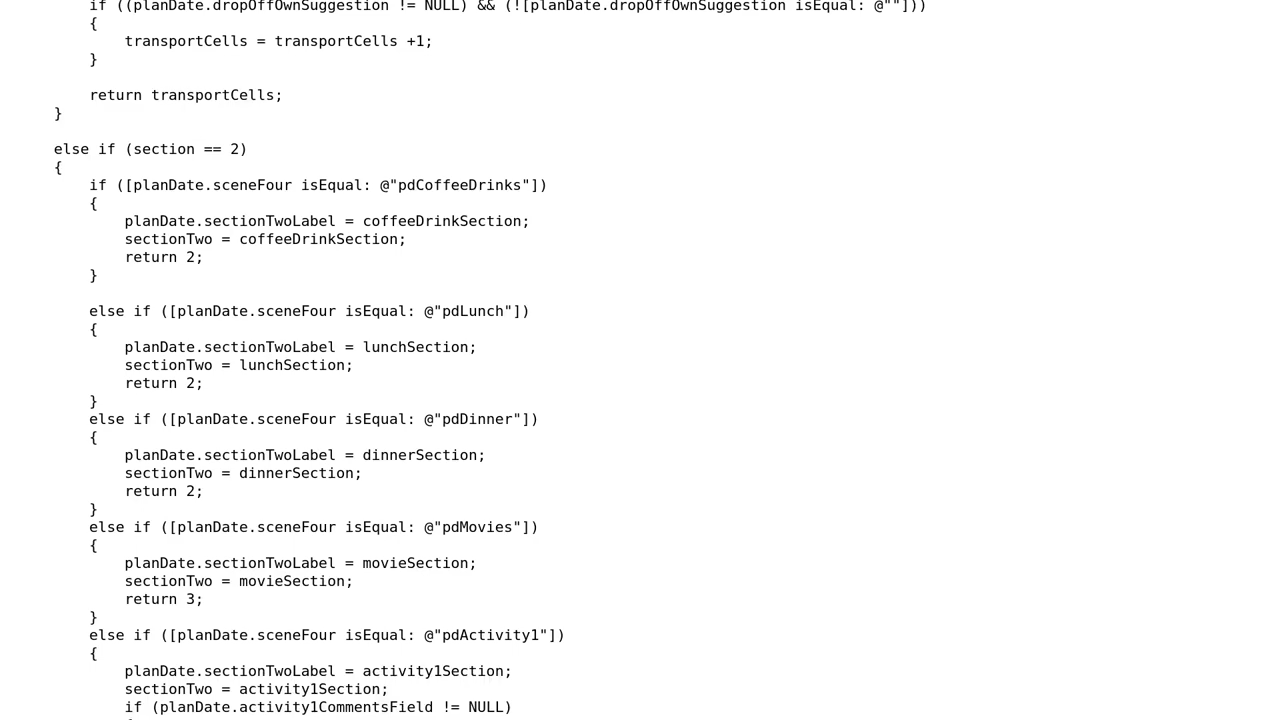 if ((planDate.dropOffOwnSuggestion != NULL) && (![planDate.dropOffOwnSuggestion isEqual: @""]))
{
transportCells = transportCells +1;
}
return transportCells;
}
else if (section == 2)
{
if ([planDate.sceneFour isEqual: @"pdCoffeeDrinks"])
{
planDate.sectionTwoLabel = coffeeDrinkSection;
sectionTwo = coffeeDrinkSection;
return 2;
}
else if ([planDate.sceneFour isEqual: @"pdLunch"])
{
planDate.sectionTwoLabel = lunchSection;
sectionTwo = lunchSection;
return 2;
}
else if ([planDate.sceneFour isEqual: @"pdDinner"])
{
planDate.sectionTwoLabel = dinnerSection;
sectionTwo = dinnerSection;
return 2;
}
else if ([planDate.sceneFour isEqual: @"pdMovies"])
{
planDate.sectionTwoLabel = movieSection;
sectionTwo = movieSection;
return 3;
}
else if ([planDate.sceneFour isEqual: @"pdActivity1"])
{
planDate.sectionTwoLabel = activity1Section;
sectionTwo = activity1Section;
if (planDate.activity1CommentsField != NULL)